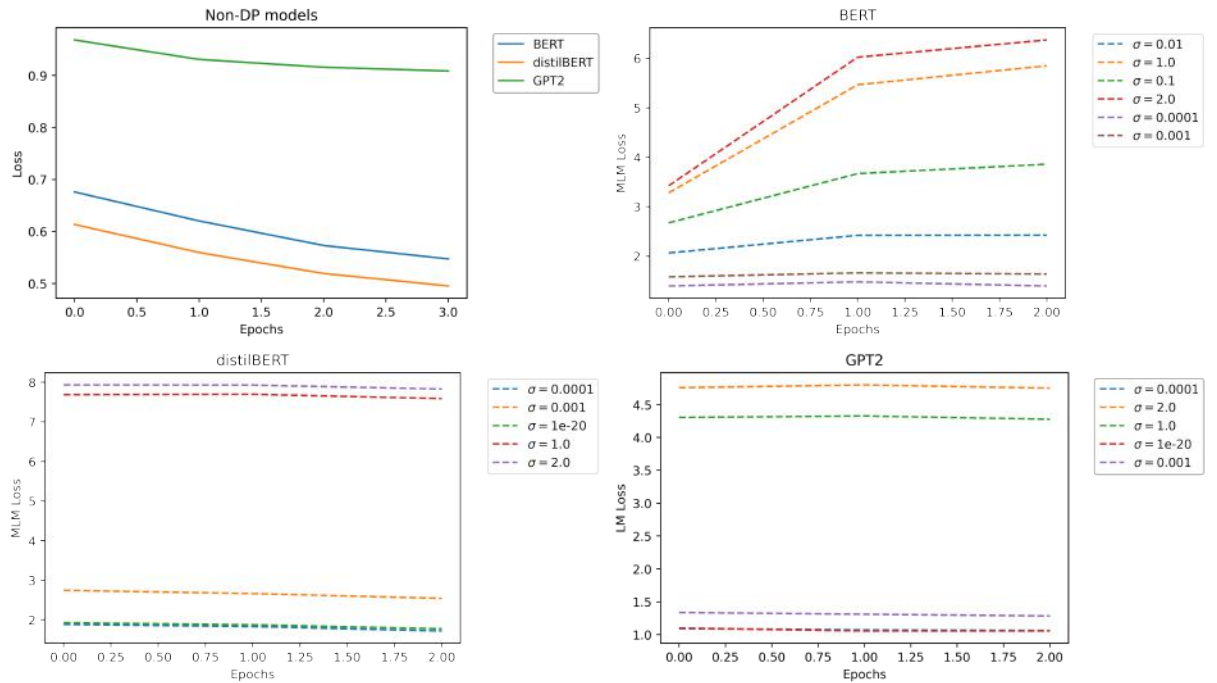 Non-DP models
0.9
0.8
0.7
0.6
0.5
Loss
0.0 0.5 1.0 1.5 2.0 2.5 3.0
Epochs
BERT
distilBERT
GPT2
BERT
6
5
4
3
2
MLM Loss
0.00 0.25 0.50 0.75 1.00 1.25 1.50 1.75 2.00
Epochs
σ = 0.01
σ = 1.0
σ = 0.1
σ = 2.0
σ = 0.0001
σ = 0.001
distilBERT
8
7
6
5
4
3
2
MLM Loss
0.00 0.25 0.50 0.75 1.00 1.25 1.50 1.75 2.00
Epochs
σ = 0.0001
σ = 0.001
σ = 1e-20
σ = 1.0
σ = 2.0
GPT2
4.5
4.0
3.5
3.0
2.5
2.0
1.5
1.0
LM Loss
0.00 0.25 0.50 0.75 1.00 1.25 1.50 1.75 2.00
Epochs
σ = 0.0001
σ = 2.0
σ = 1.0
σ = 1e-20
σ = 0.001